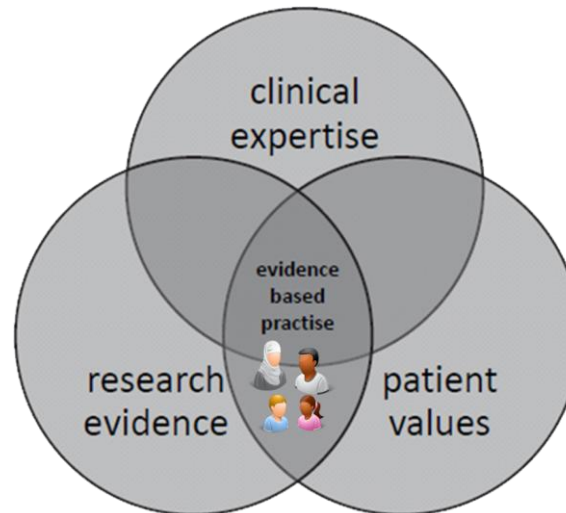 clinical
expertise
evidence
based
practise
research
evidence
patient
values